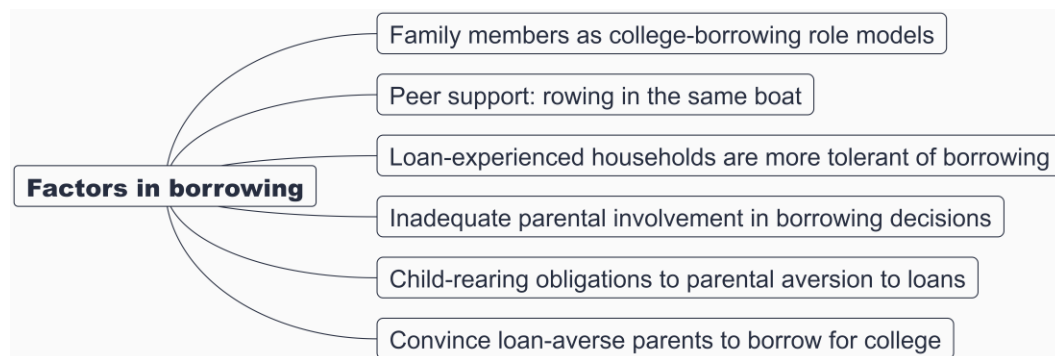 Family members as college-borrowing role models
Peer support: rowing in the same boat
Loan-experienced households are more tolerant of borrowing
Factors in borrowing
Inadequate parental involvement in borrowing decisions
Child-rearing obligations to parental aversion to loans
Convince loan-averse parents to borrow for college